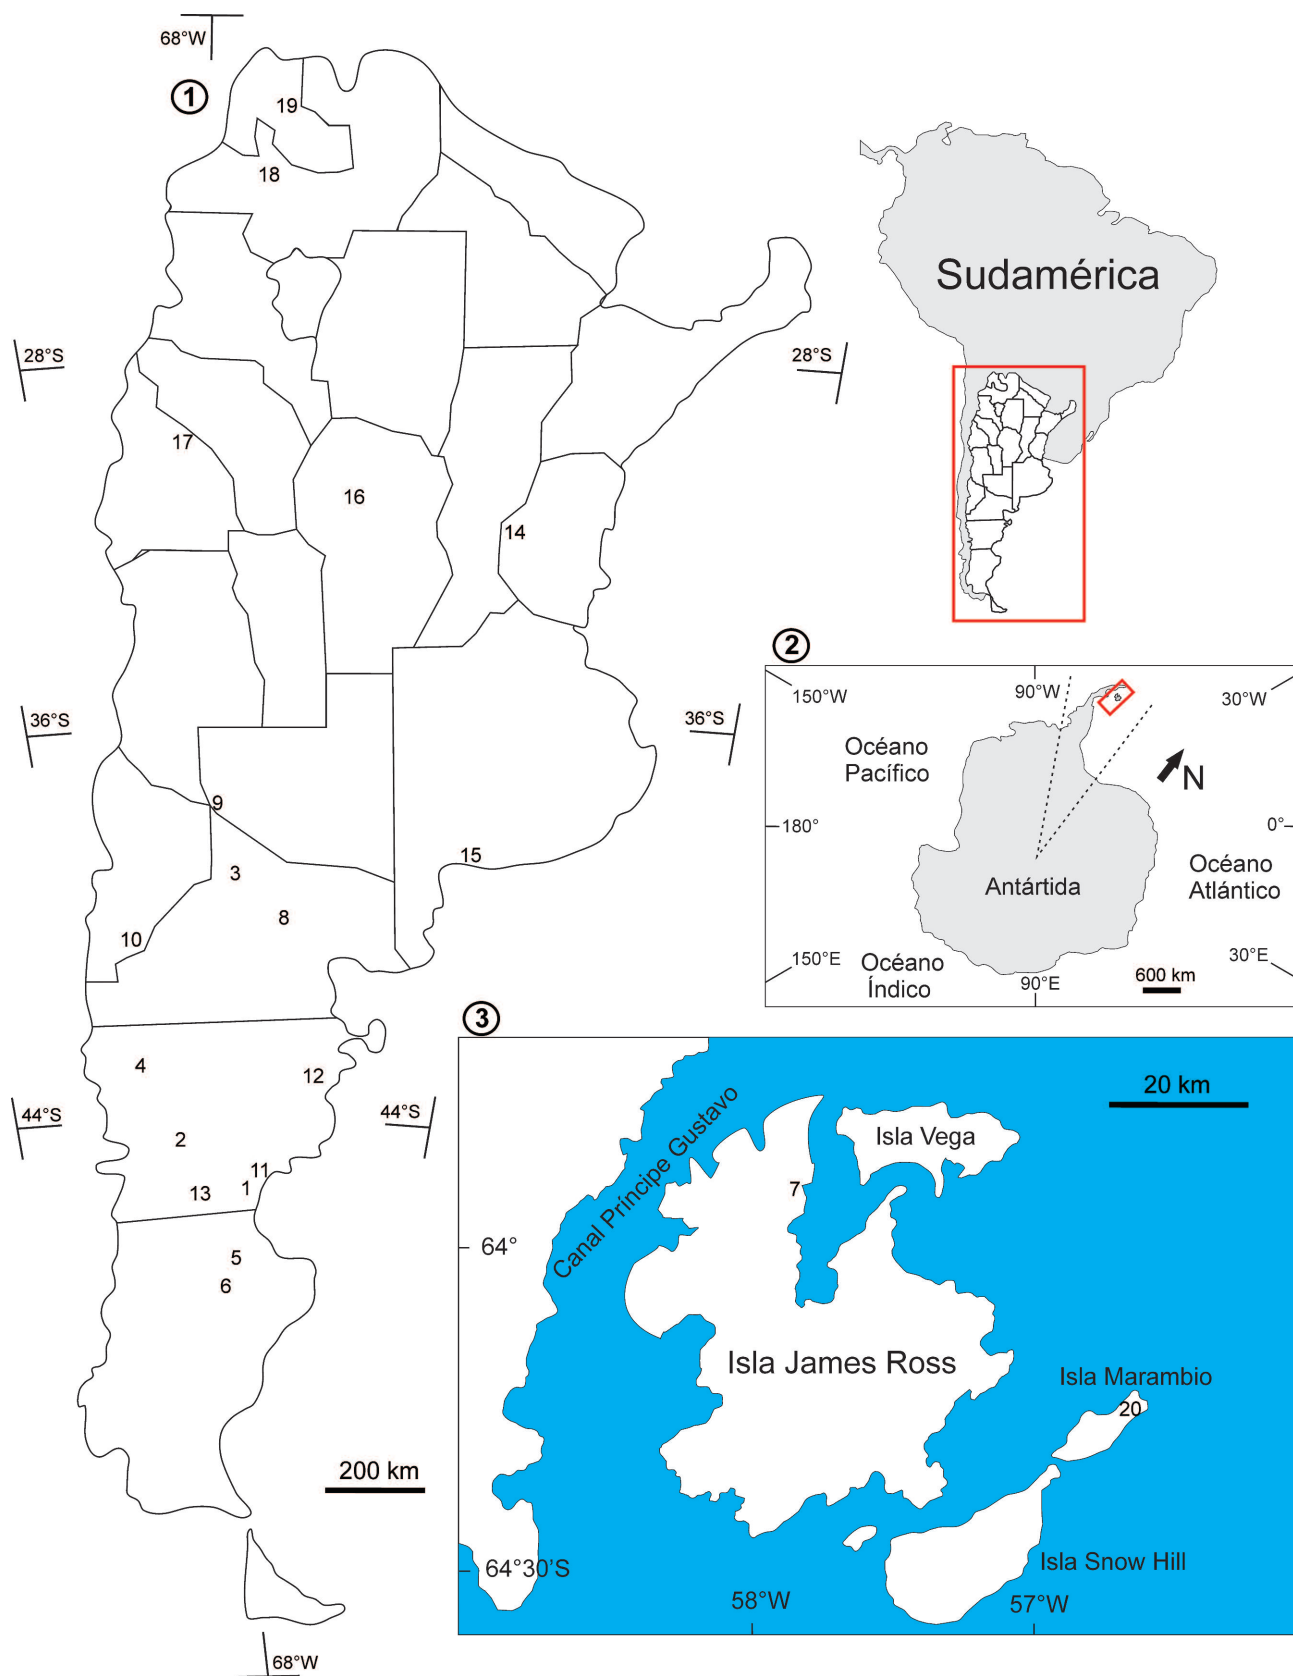 68°W
1
19
18
28°S
28°S
17
16
14
36°S
36°S
9
3
15
8
10
4
12
44°S
44°S
2
11
1
13
5
6
200 km
68°W
Sudamérica
2
150°W
90°W
30°W
Océano
Pacífico
N
180°
0°
Océano
Atlántico
Antártida
150°E
Océano
Índico
90°E
30°E
600 km
3
20 km
Canal Príncipe Gustavo
Isla Vega
7
64°
Isla James Ross
Isla Marambio
20
64°30'S
Isla Snow Hill
58°W
57°W